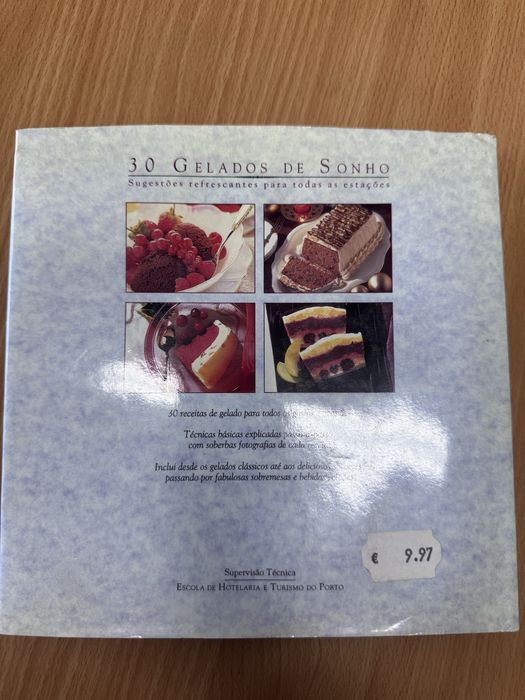 30 GELADOS DE SONHO
Sugestões refrescantes para todas as estações
30 receitas de gelado para todos os
Técnicas básicas explicadas
com soberbas fotografias de cada
Inclui desde os gelados clássicos até aos deliciosos
passando por fabulosas sobremesas e bebidas
€ 9.97
Supervisão Técnica
ESCOLA DE HOTELARIA E TURISMO DO PORTO